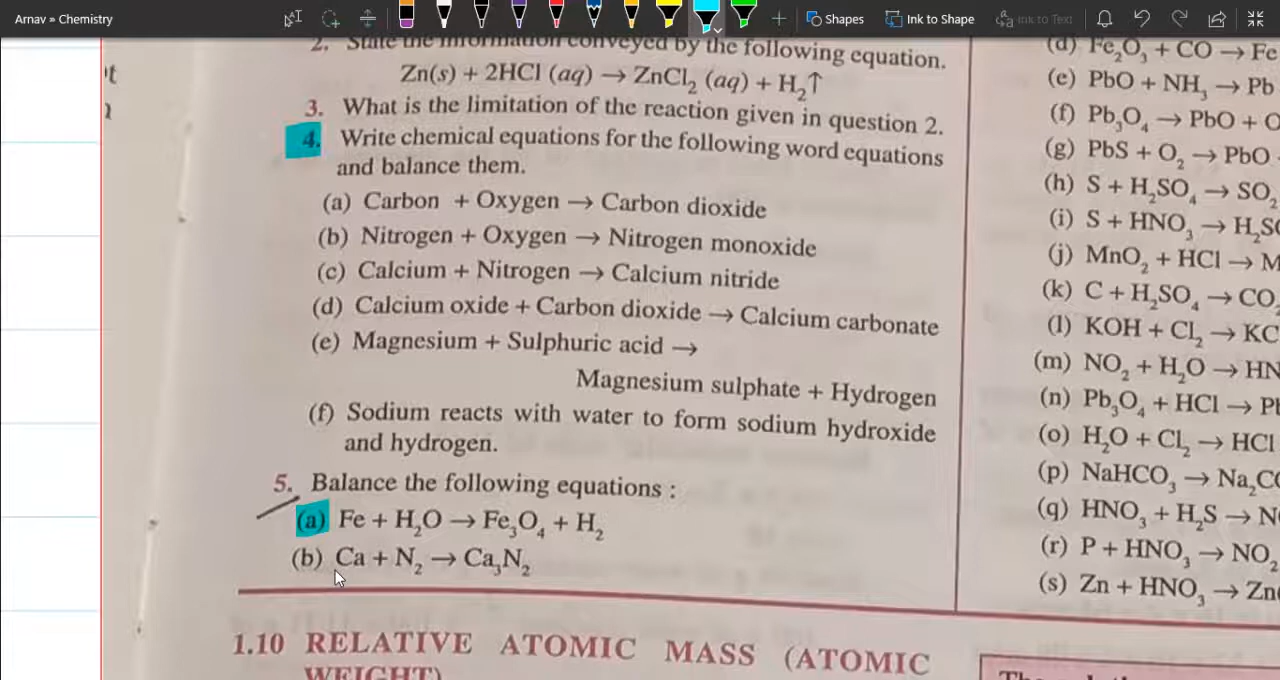 Arnav » Chemistry
Shapes
Ink to Shape
Ink to Text
2. State the information conveyed by the following equation.
Zn(s) + 2HCl (aq) → ZnCl₂ (aq) + H₂↑
3. What is the limitation of the reaction given in question 2.
4. Write chemical equations for the following word equations
and balance them.
(a) Carbon + Oxygen → Carbon dioxide
(b) Nitrogen + Oxygen → Nitrogen monoxide
(c) Calcium + Nitrogen → Calcium nitride
(d) Calcium oxide + Carbon dioxide → Calcium carbonate
(e) Magnesium + Sulphuric acid →
Magnesium sulphate + Hydrogen
(f) Sodium reacts with water to form sodium hydroxide
and hydrogen.
5. Balance the following equations :
(a) Fe + H₂O → Fe₃O₄ + H₂
(b) Ca + N₂ → Ca₃N₂
(d) Fe₂O₃ + CO → Fe
(e) PbO + NH₃ → Pb
(f) Pb₃O₄ → PbO + O
(g) PbS + O₂ → PbO
(h) S + H₂SO₄ → SO₂
(i) S + HNO₃ → H₂S
(j) MnO₂ + HCl → M
(k) C + H₂SO₄ → CO₂
(l) KOH + Cl₂ → KC
(m) NO₂ + H₂O → HN
(n) Pb₃O₄ + HCl → P
(o) H₂O + Cl₂ → HCl
(p) NaHCO₃ → Na₂C
(q) HNO₃ + H₂S → N
(r) P + HNO₃ → NO₂
(s) Zn + HNO₃ → Zn
1.10 RELATIVE ATOMIC MASS (ATOMIC
WEIGHT)